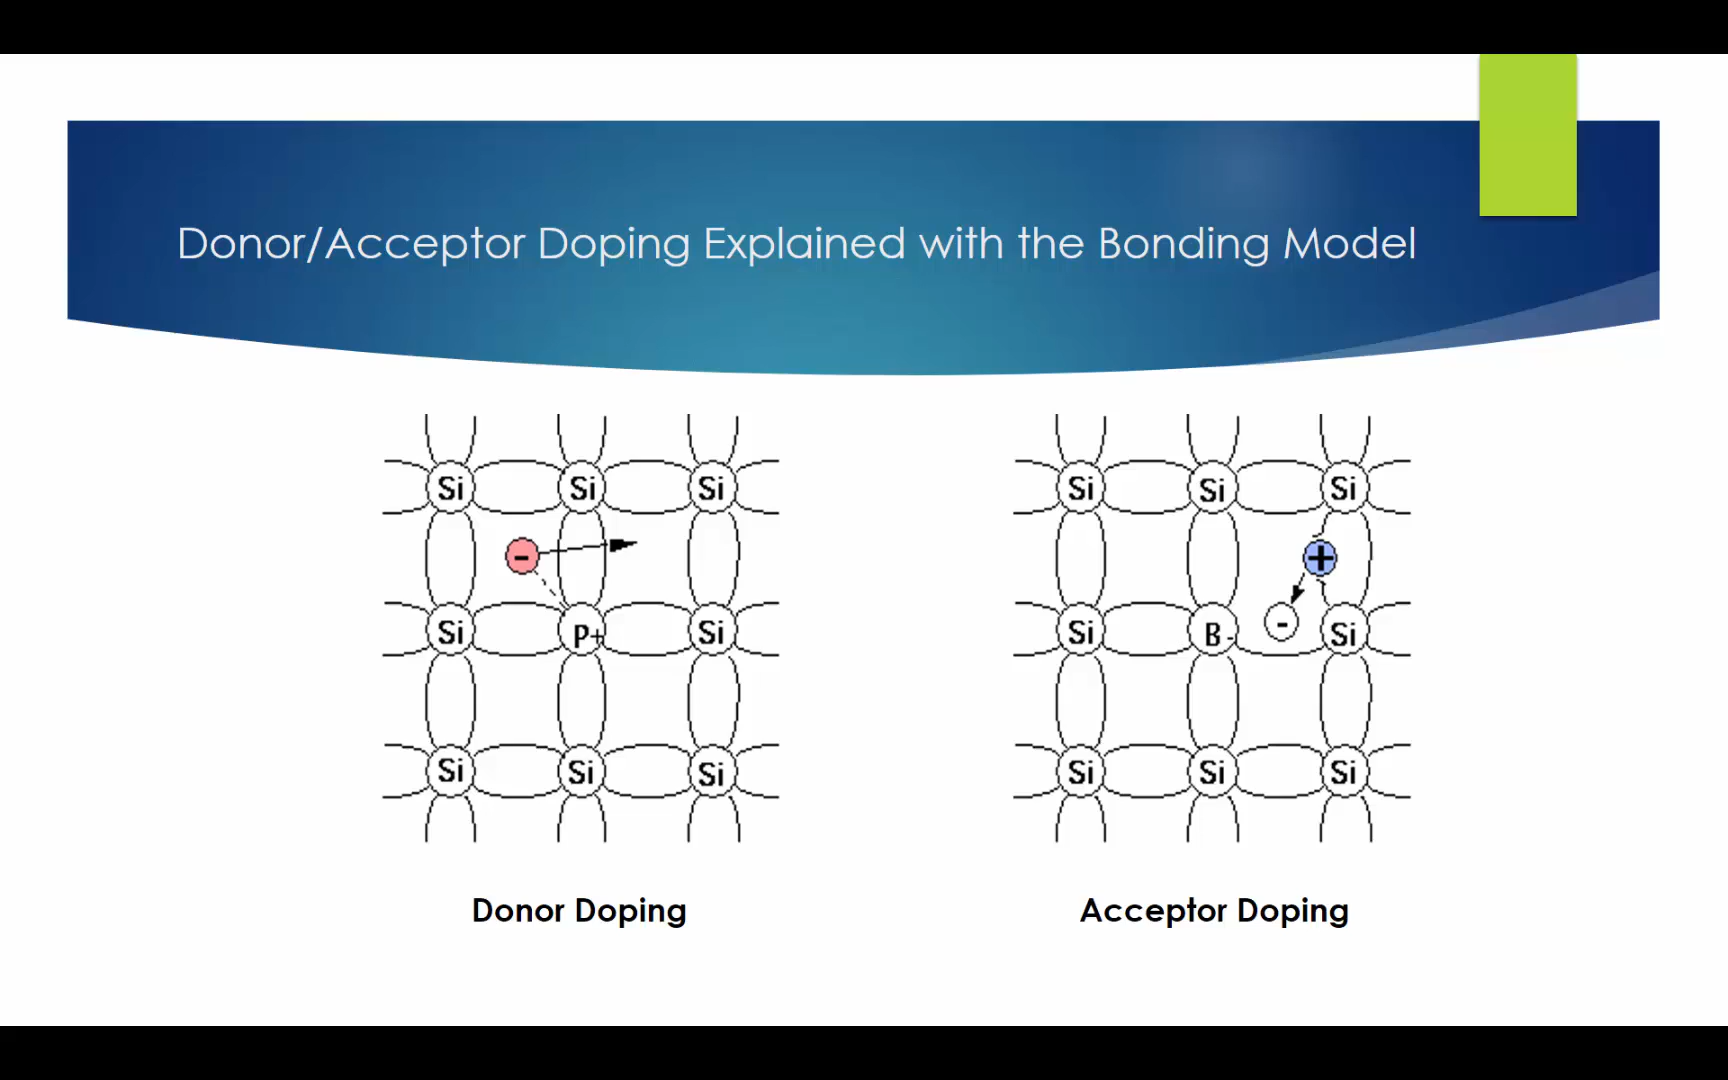 Donor/Acceptor Doping Explained with the Bonding Model
Si Si Si
-
Si P+ Si
Si Si Si
Donor Doping
Si Si Si
+
Si B - - Si
Si Si Si
Acceptor Doping